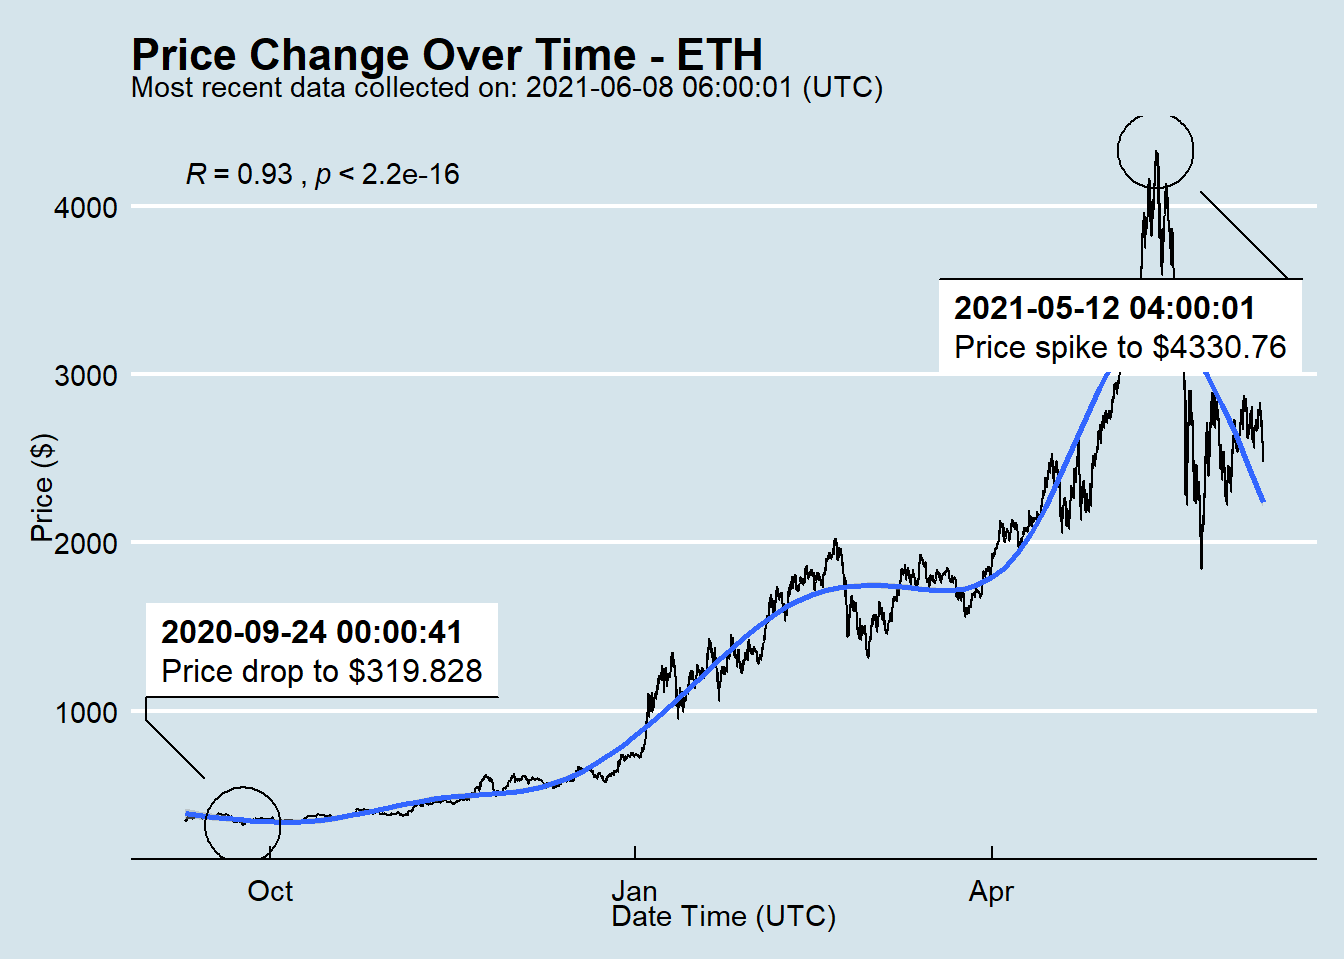 Price Change Over Time - ETH
Most recent data collected on: 2021-06-08 06:00:01 (UTC)
R = 0.93 , p < 2.2e-16
4000
2021-05-12 04:00:01
Price spike to $4330.76
3000
Price ($)
2000
2020-09-24 00:00:41
Price drop to $319.828
1000
Oct Jan Apr
Date Time (UTC)